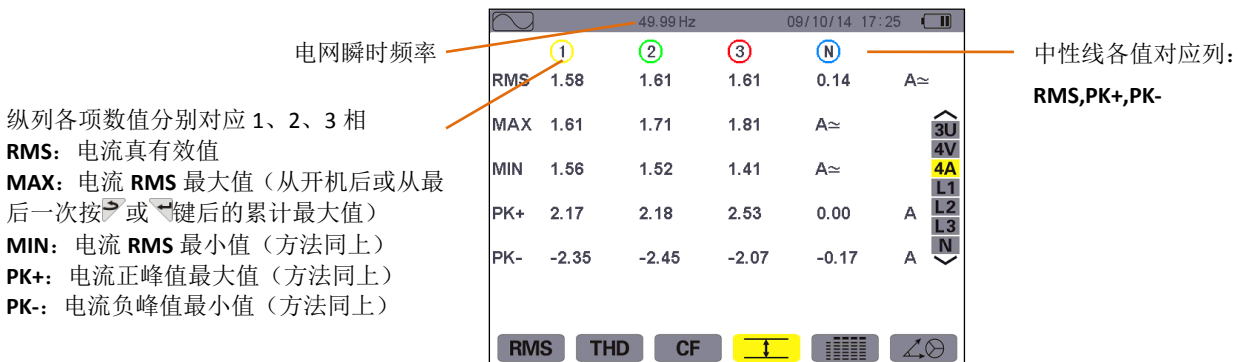 49.99 Hz 09/10/14 17:25
电网瞬时频率
1 2 3 N
中性线各值对应列：
RMS,PK+,PK-
RMS 1.58 1.61 1.61 0.14 A≃
MAX 1.61 1.71 1.81 A≃
MIN 1.56 1.52 1.41 A≃
PK+ 2.17 2.18 2.53 0.00 A
PK- -2.35 -2.45 -2.07 -0.17 A
3U
4V
4A
L1
L2
L3
N
纵列各项数值分别对应 1、2、3 相
RMS：电流真有效值
MAX：电流 RMS 最大值（从开机后或从最
后一次按或键后的累计最大值）
MIN：电流 RMS 最小值（方法同上）
PK+：电流正峰值最大值（方法同上）
PK-：电流负峰值最小值（方法同上）
RMS THD CF